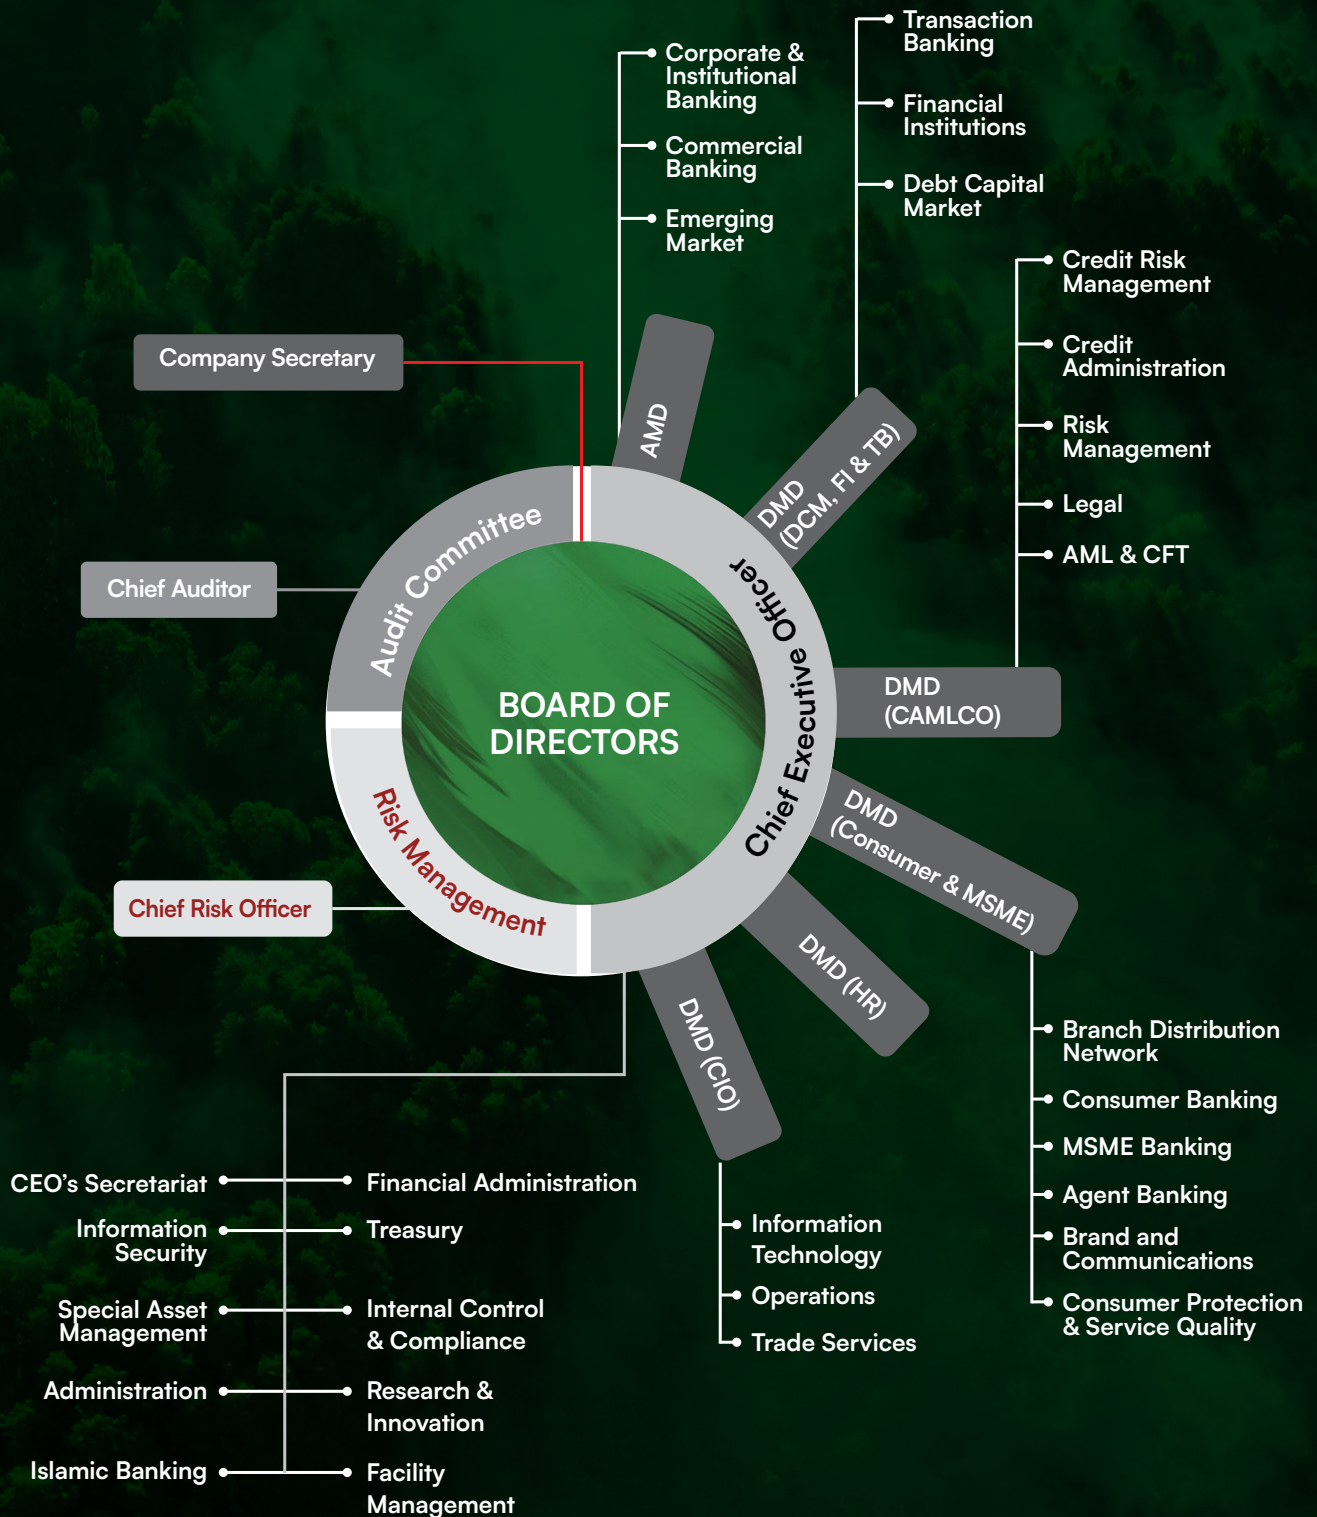 Transaction
Banking
Financial
Institutions
Debt Capital
Market
Corporate &
Institutional
Banking
Commercial
Banking
Emerging
Market
Credit Risk
Management
Credit
Administration
Risk
Management
Legal
AML & CFT
Company Secretary
Chief Auditor
Chief Risk Officer
Audit Committee
Risk Management
Chief Executive Officer
BOARD OF
DIRECTORS
AMD
DMD
(DCM, FI & TB)
DMD
(CAMLCO)
DMD
(Consumer & MSME)
DMD (HR)
DMD (CIO)
Branch Distribution
Network
Consumer Banking
MSME Banking
Agent Banking
Brand and
Communications
Consumer Protection
& Service Quality
Information
Technology
Operations
Trade Services
CEO’s Secretariat
Information
Security
Special Asset
Management
Administration
Islamic Banking
Financial Administration
Treasury
Internal Control
& Compliance
Research &
Innovation
Facility
Management